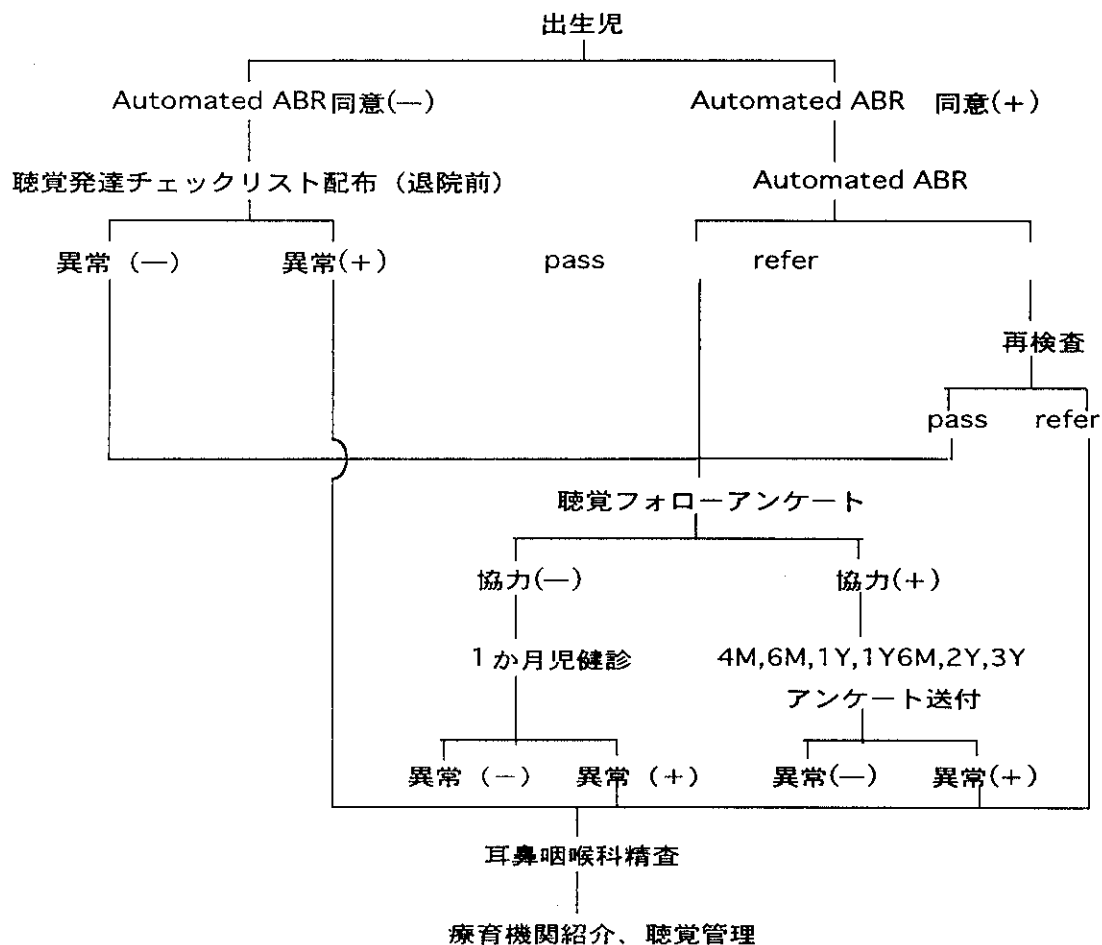 出生児
Automated ABR 同意(—) Automated ABR 同意(+)
聴覚発達チェックリスト配布（退院前） Automated ABR
異常（—） 異常(+) pass refer
再検査
pass refer
聴覚フォローアンケート
協力(—) 協力(+)
1か月児健診 4M,6M,1Y,1Y6M,2Y,3Y
アンケート送付
異常（—） 異常（+） 異常(—) 異常(+)
耳鼻咽喉科精査
療育機関紹介、聴覚管理